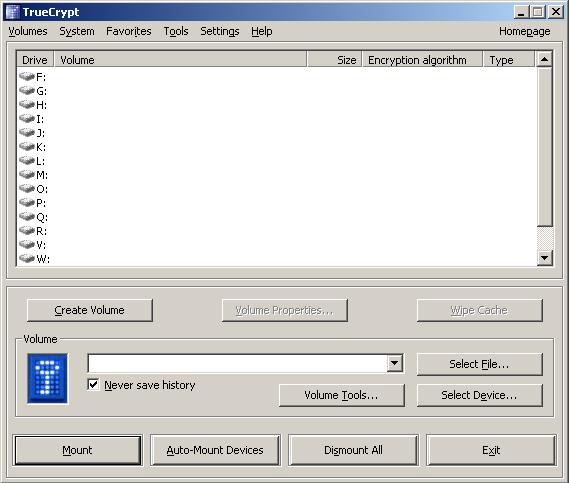 TrueCrypt
Volumes System Favorites Tools Settings Help Homepage
Drive Volume Size Encryption algorithm Type
F:
G:
H:
I:
J:
K:
L:
M:
O:
P:
Q:
R:
V:
W:
Create Volume Volume Properties... Wipe Cache
Volume
Select File...
Never save history
Volume Tools... Select Device...
Mount Auto-Mount Devices Dismount All Exit